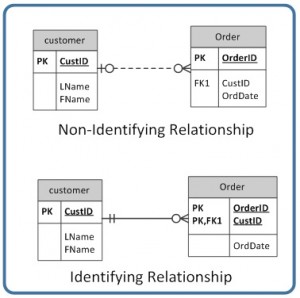 customer
PK CustID
LName
FName
Order
PK OrderID
FK1 CustID
OrdDate
Non-Identifying Relationship
customer
PK CustID
LName
FName
Order
PK OrderID
PK,FK1 CustID
OrdDate
Identifying Relationship